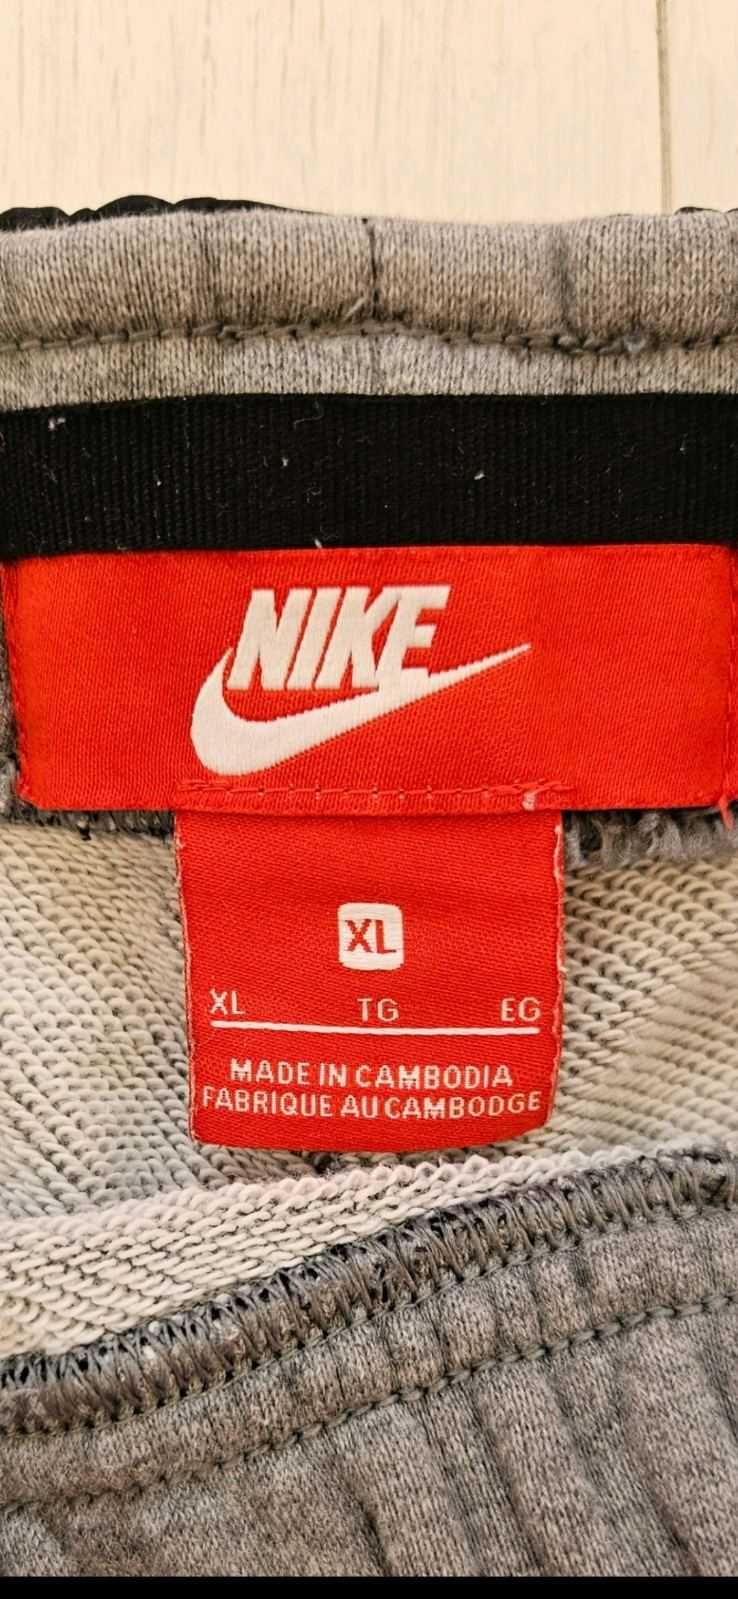 NIKE
XL
XL TG EG
MADE IN CAMBODIA
FABRIQUE AU CAMBODGE